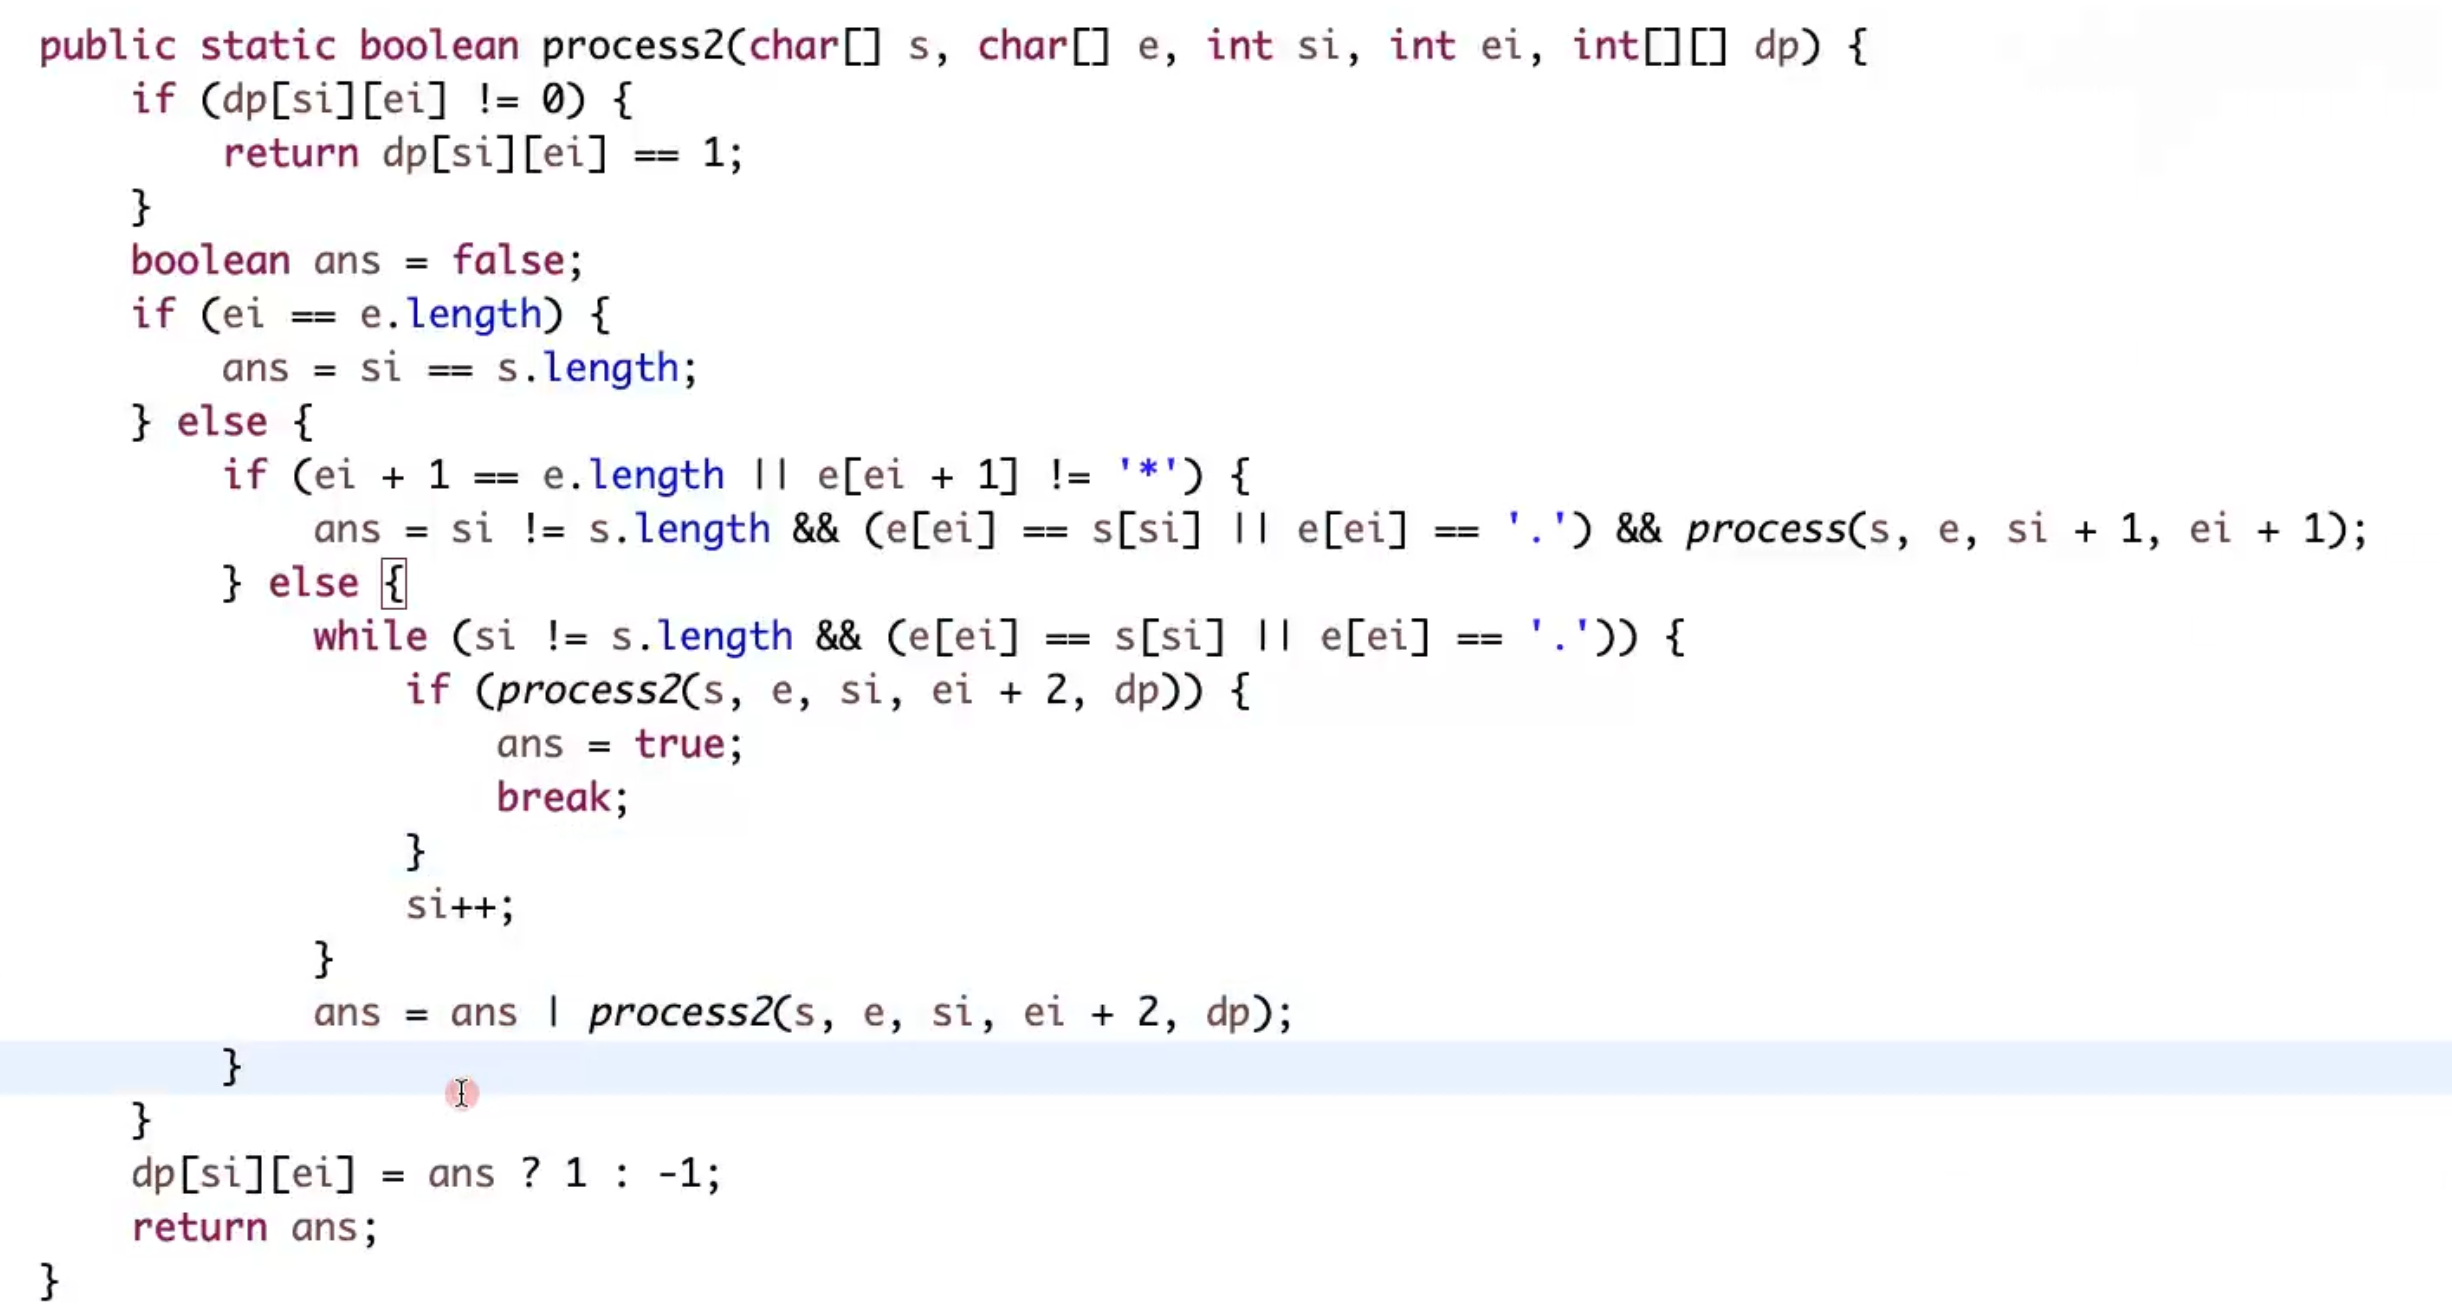 public static boolean process2(char[] s, char[] e, int si, int ei, int[][] dp) {
    if (dp[si][ei] != 0) {
        return dp[si][ei] == 1;
    }
    boolean ans = false;
    if (ei == e.length) {
        ans = si == s.length;
    } else {
        if (ei + 1 == e.length || e[ei + 1] != '*') {
            ans = si != s.length && (e[ei] == s[si] || e[ei] == '.') && process(s, e, si + 1, ei + 1);
        } else {
            while (si != s.length && (e[ei] == s[si] || e[ei] == '.')) {
                if (process2(s, e, si, ei + 2, dp)) {
                    ans = true;
                    break;
                }
                si++;
            }
            ans = ans | process2(s, e, si, ei + 2, dp);
        }
    }
    dp[si][ei] = ans ? 1 : -1;
    return ans;
}